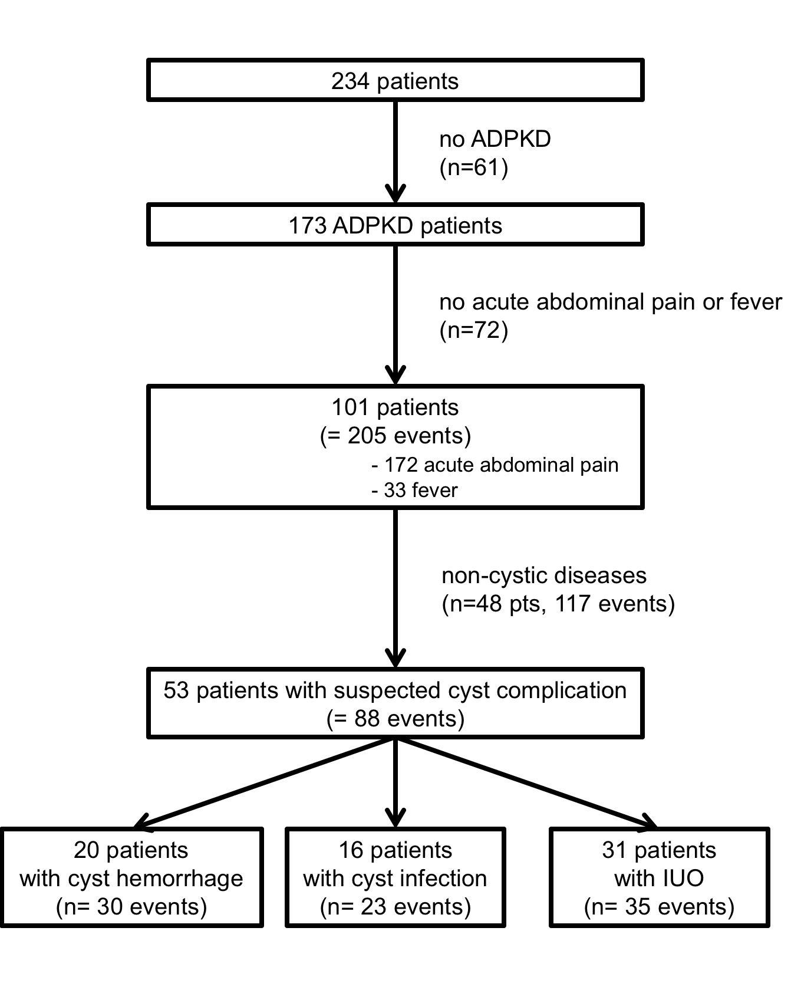 234 patients
no ADPKD
(n=61)
173 ADPKD patients
no acute abdominal pain or fever
(n=72)
101 patients
(= 205 events)
- 172 acute abdominal pain
- 33 fever
non-cystic diseases
(n=48 pts, 117 events)
53 patients with suspected cyst complication
(= 88 events)
20 patients
with cyst hemorrhage
(n= 30 events)
16 patients
with cyst infection
(n= 23 events)
31 patients
with IUO
(n= 35 events)